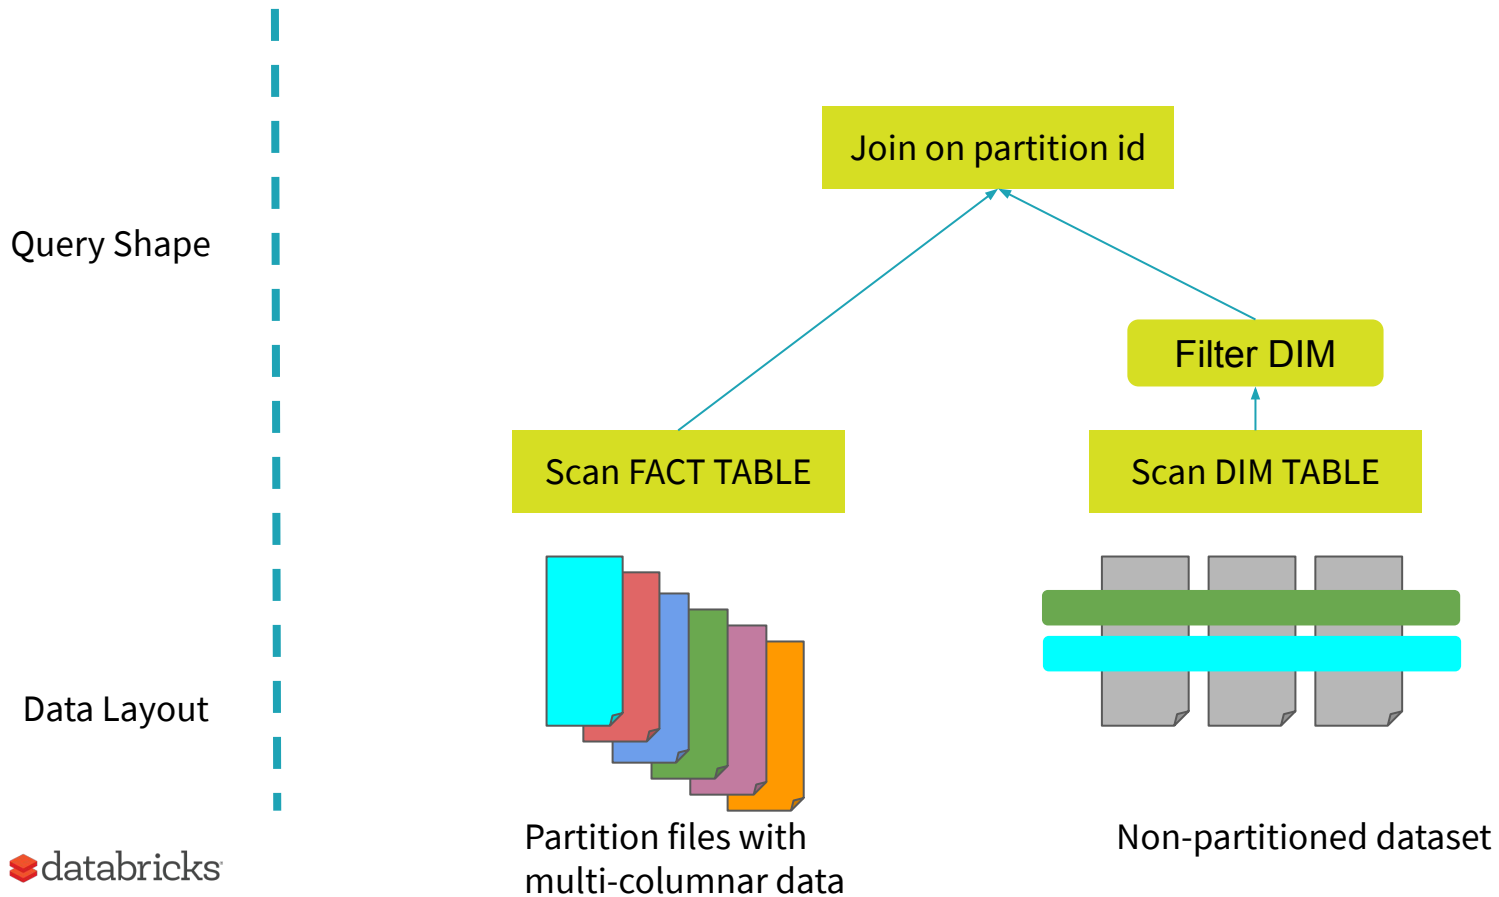 Join on partition id
Query Shape
Filter DIM
Scan FACT TABLE
Scan DIM TABLE
Data Layout
Partition files with
multi-columnar data
Non-partitioned dataset
databricks